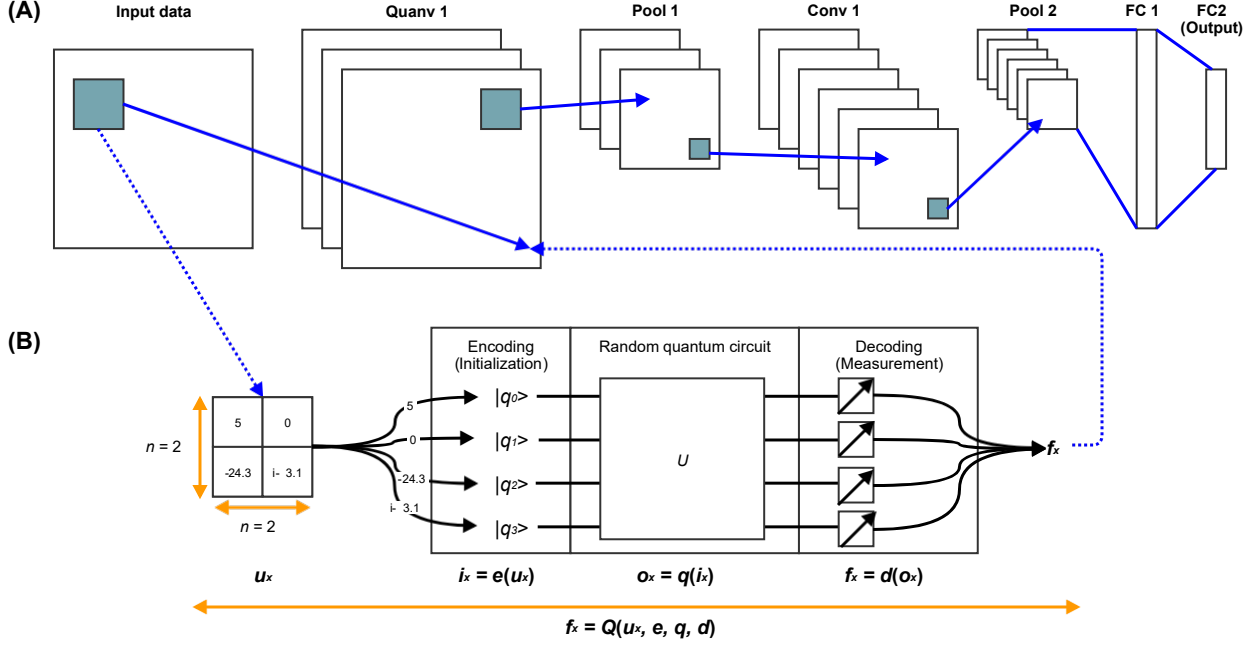 (A)
Input data
Quanv 1
Pool 1
Conv 1
Pool 2
FC 1
FC2
(Output)
(B)
Encoding
(Initialization)
Random quantum circuit
Decoding
(Measurement)
5 0
-24.3 i- 3.1
n = 2
n = 2
5
0
-24.3
i- 3.1
|q₀>
|q₁>
|q₂>
|q₃>
U
fₓ
uₓ
iₓ = e(uₓ)
oₓ = q(iₓ)
fₓ = d(oₓ)
fₓ = Q(uₓ, e, q, d)